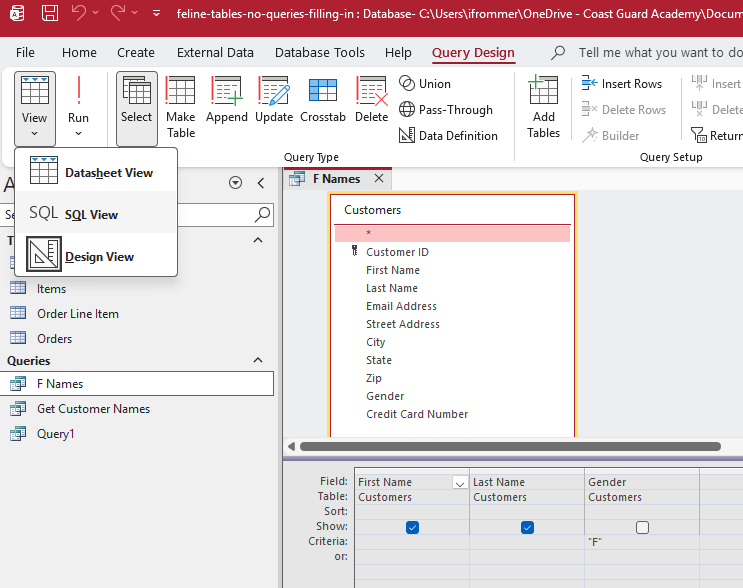 feline-tables-no-queries-filling-in : Database- C:\Users\ifrommer\OneDrive - Coast Guard Academy\Docum
File Home Create External Data Database Tools Help Query Design Tell me what you want to do
View Run Select Make Table Append Update Crosstab Delete
Union
Pass-Through
Data Definition
Add Tables
Insert Rows
Delete Rows
Builder
Insert
Delete
Return
Query Type
Query Setup
Datasheet View
SQL SQL View
Design View
A
Se
T
Items
Order Line Item
Orders
Queries
F Names
Get Customer Names
Query1
F Names
Customers
*
Customer ID
First Name
Last Name
Email Address
Street Address
City
State
Zip
Gender
Credit Card Number
Field: First Name Last Name Gender
Table: Customers Customers Customers
Sort:
Show:
Criteria: "F"
or: